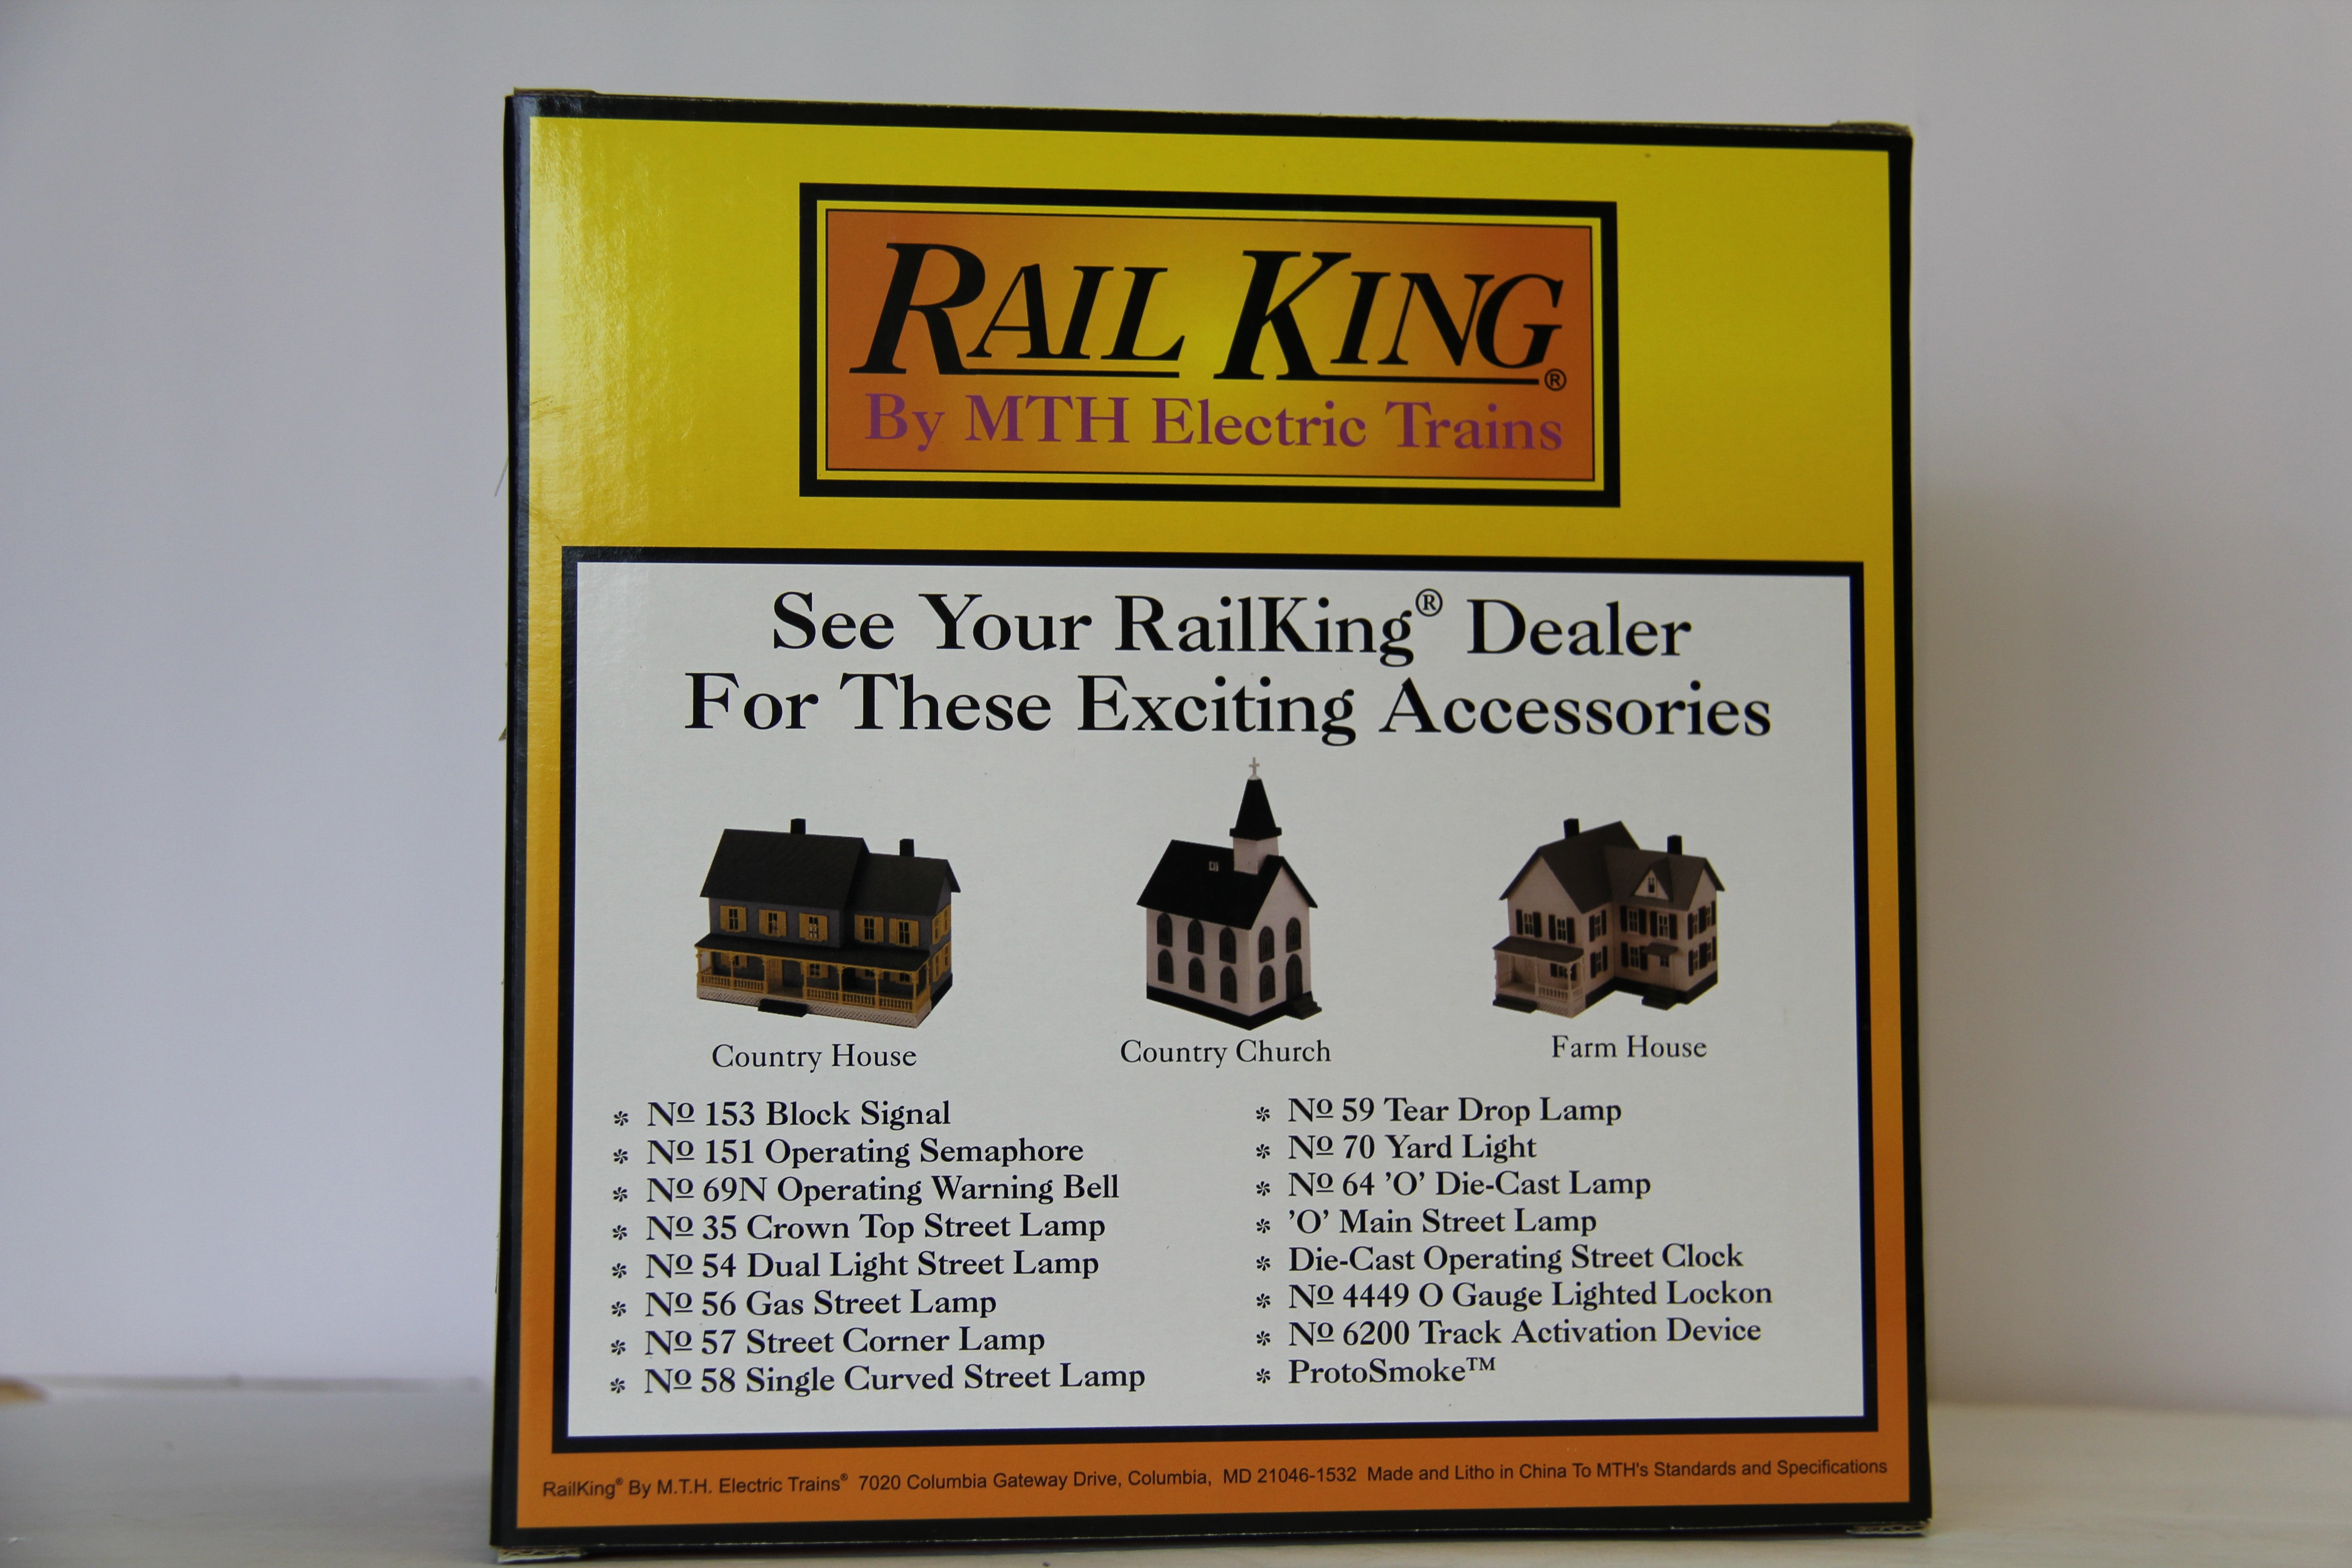 RAIL KING®
By MTH Electric Trains
See Your RailKing® Dealer
For These Exciting Accessories
Country House
Country Church
Farm House
* Nº 153 Block Signal
* Nº 151 Operating Semaphore
* Nº 69N Operating Warning Bell
* Nº 35 Crown Top Street Lamp
* Nº 54 Dual Light Street Lamp
* Nº 56 Gas Street Lamp
* Nº 57 Street Corner Lamp
* Nº 58 Single Curved Street Lamp
* Nº 59 Tear Drop Lamp
* Nº 70 Yard Light
* Nº 64 'O' Die-Cast Lamp
* 'O' Main Street Lamp
* Die-Cast Operating Street Clock
* Nº 4449 O Gauge Lighted Lockon
* Nº 6200 Track Activation Device
* ProtoSmoke™
RailKing® By M.T.H. Electric Trains® 7020 Columbia Gateway Drive, Columbia, MD 21046-1532 Made and Litho in China To MTH's Standards and Specifications